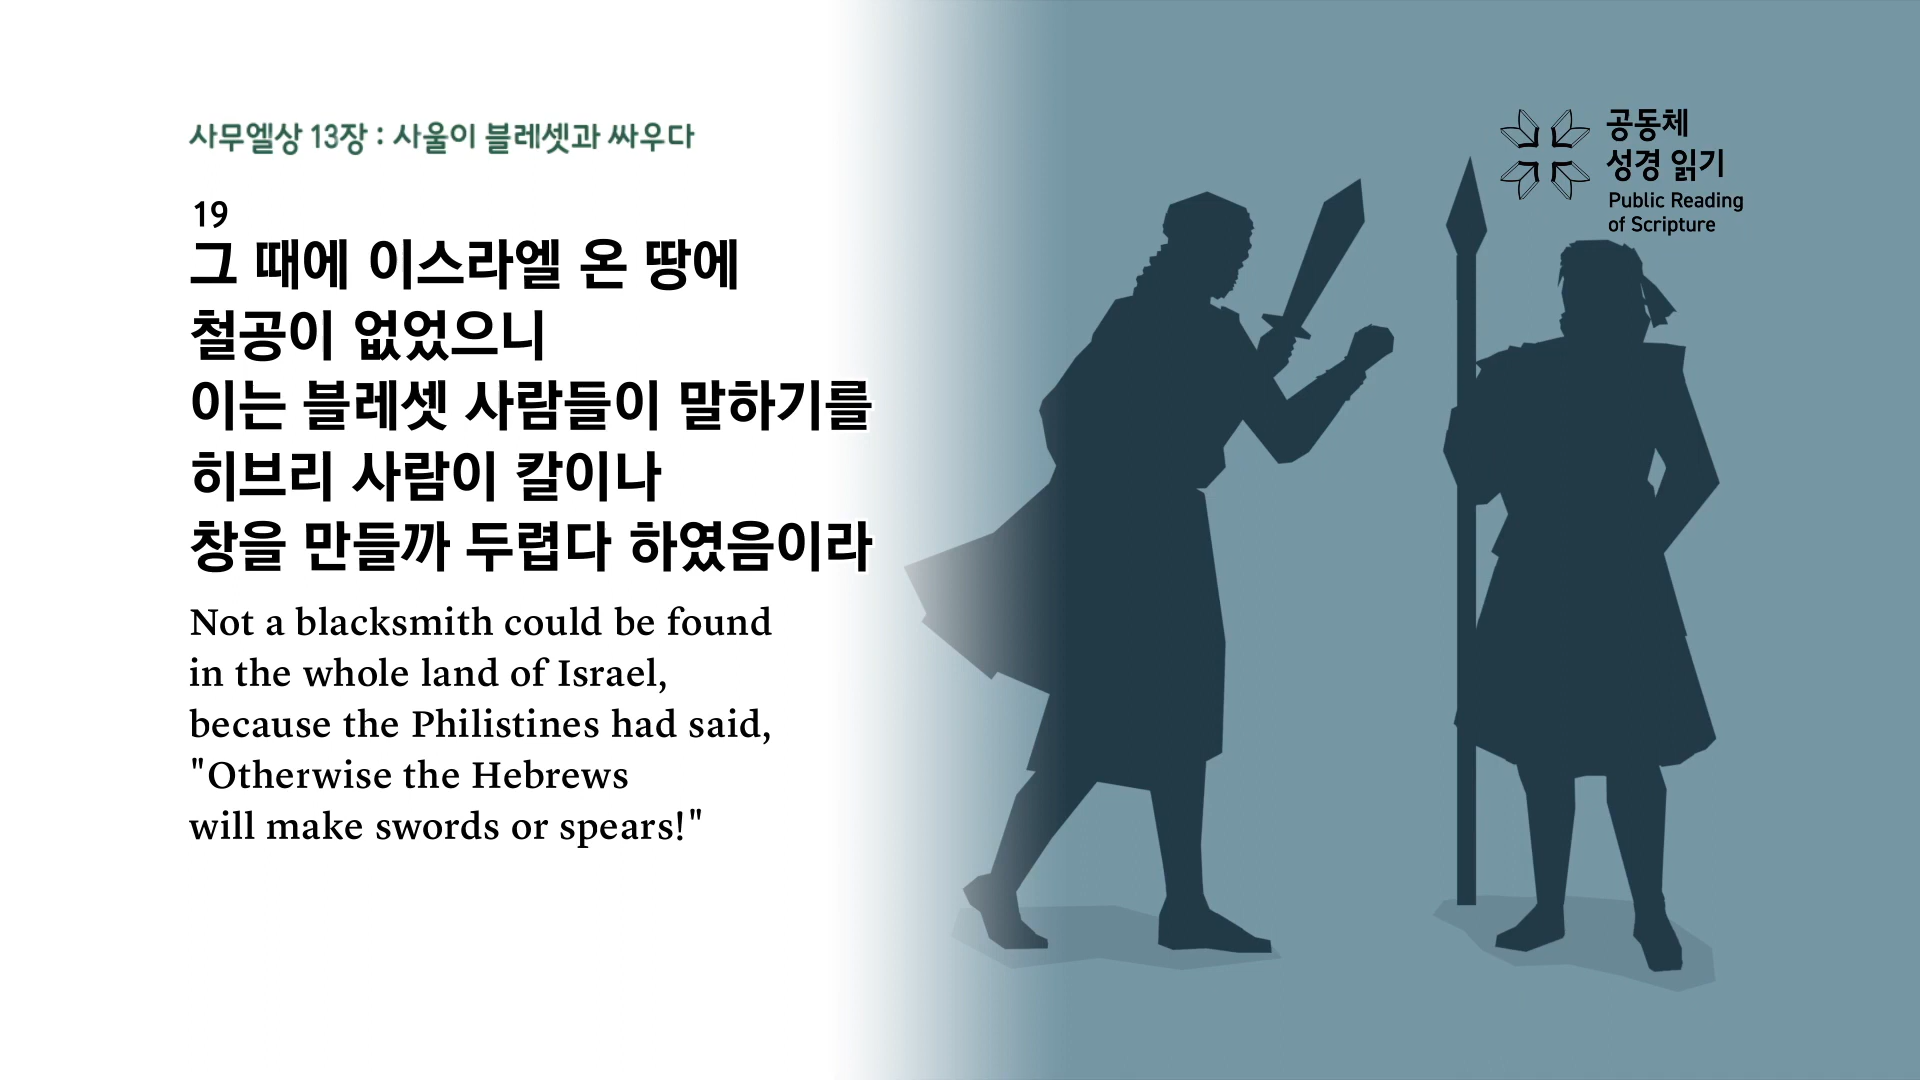 사무엘상 13장 : 사울이 블레셋과 싸우다
19
그 때에 이스라엘 온 땅에
철공이 없었으니
이는 블레셋 사람들이 말하기를
히브리 사람이 칼이나
창을 만들까 두렵다 하였음이라
Not a blacksmith could be found
in the whole land of Israel,
because the Philistines had said,
"Otherwise the Hebrews
will make swords or spears!"
공동체
성경 읽기
Public Reading
of Scripture